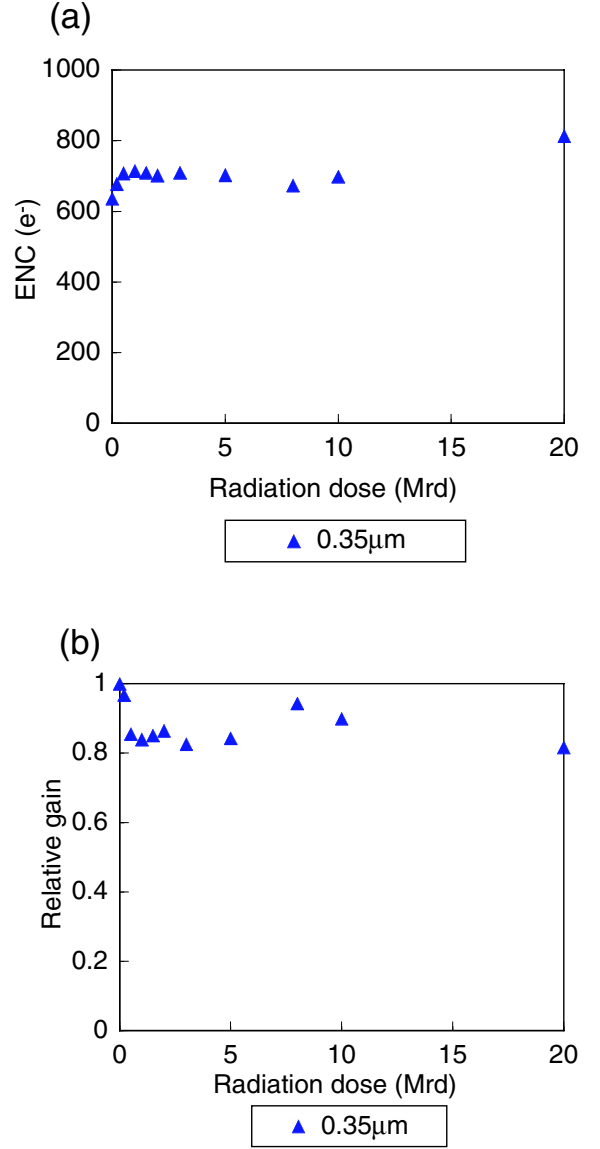 (a)
1000
800
600
400
200
0
ENC (e-)
0 5 10 15 20
Radiation dose (Mrd)
0.35μm
(b)
1
0.8
0.6
0.4
0.2
0
Relative gain
0 5 10 15 20
Radiation dose (Mrd)
0.35μm